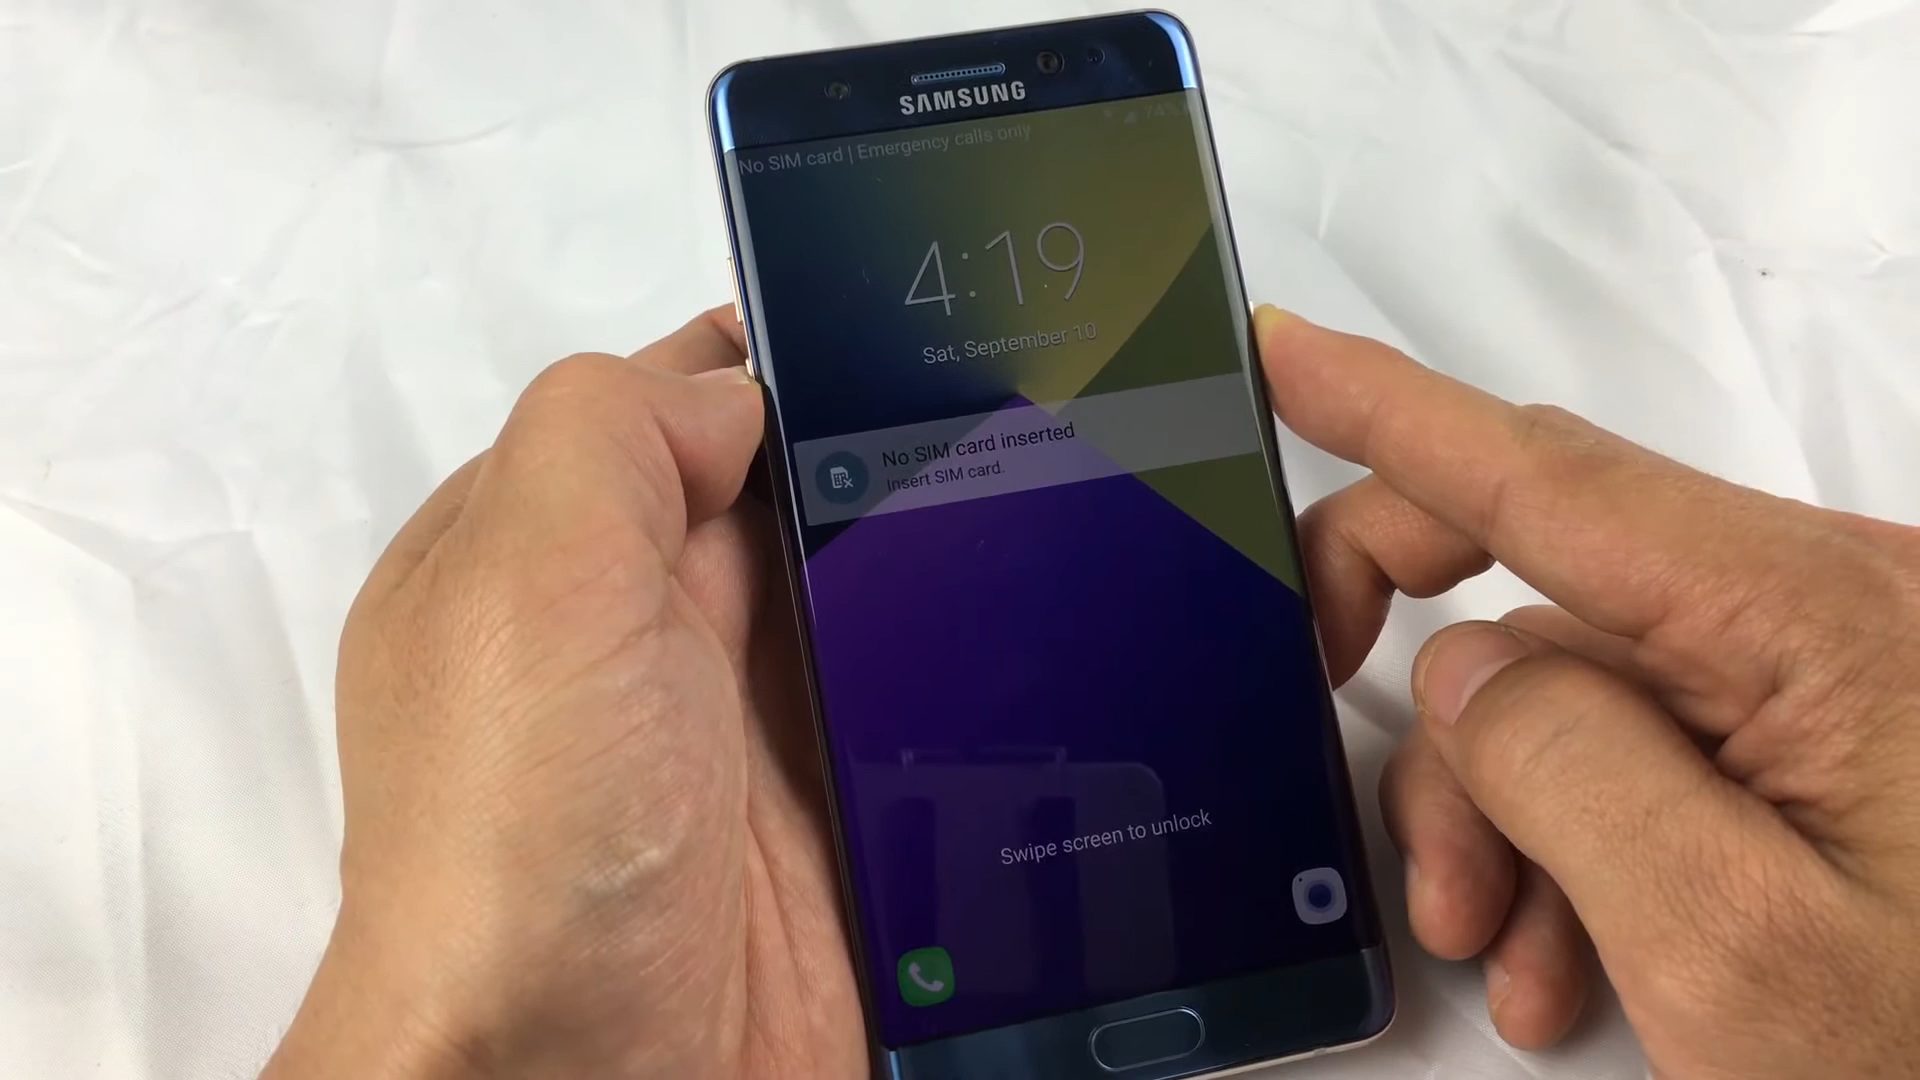 SAMSUNG
No SIM card | Emergency calls only
74%
4:19
Sat, September 10
No SIM card inserted
Insert SIM card.
Swipe screen to unlock